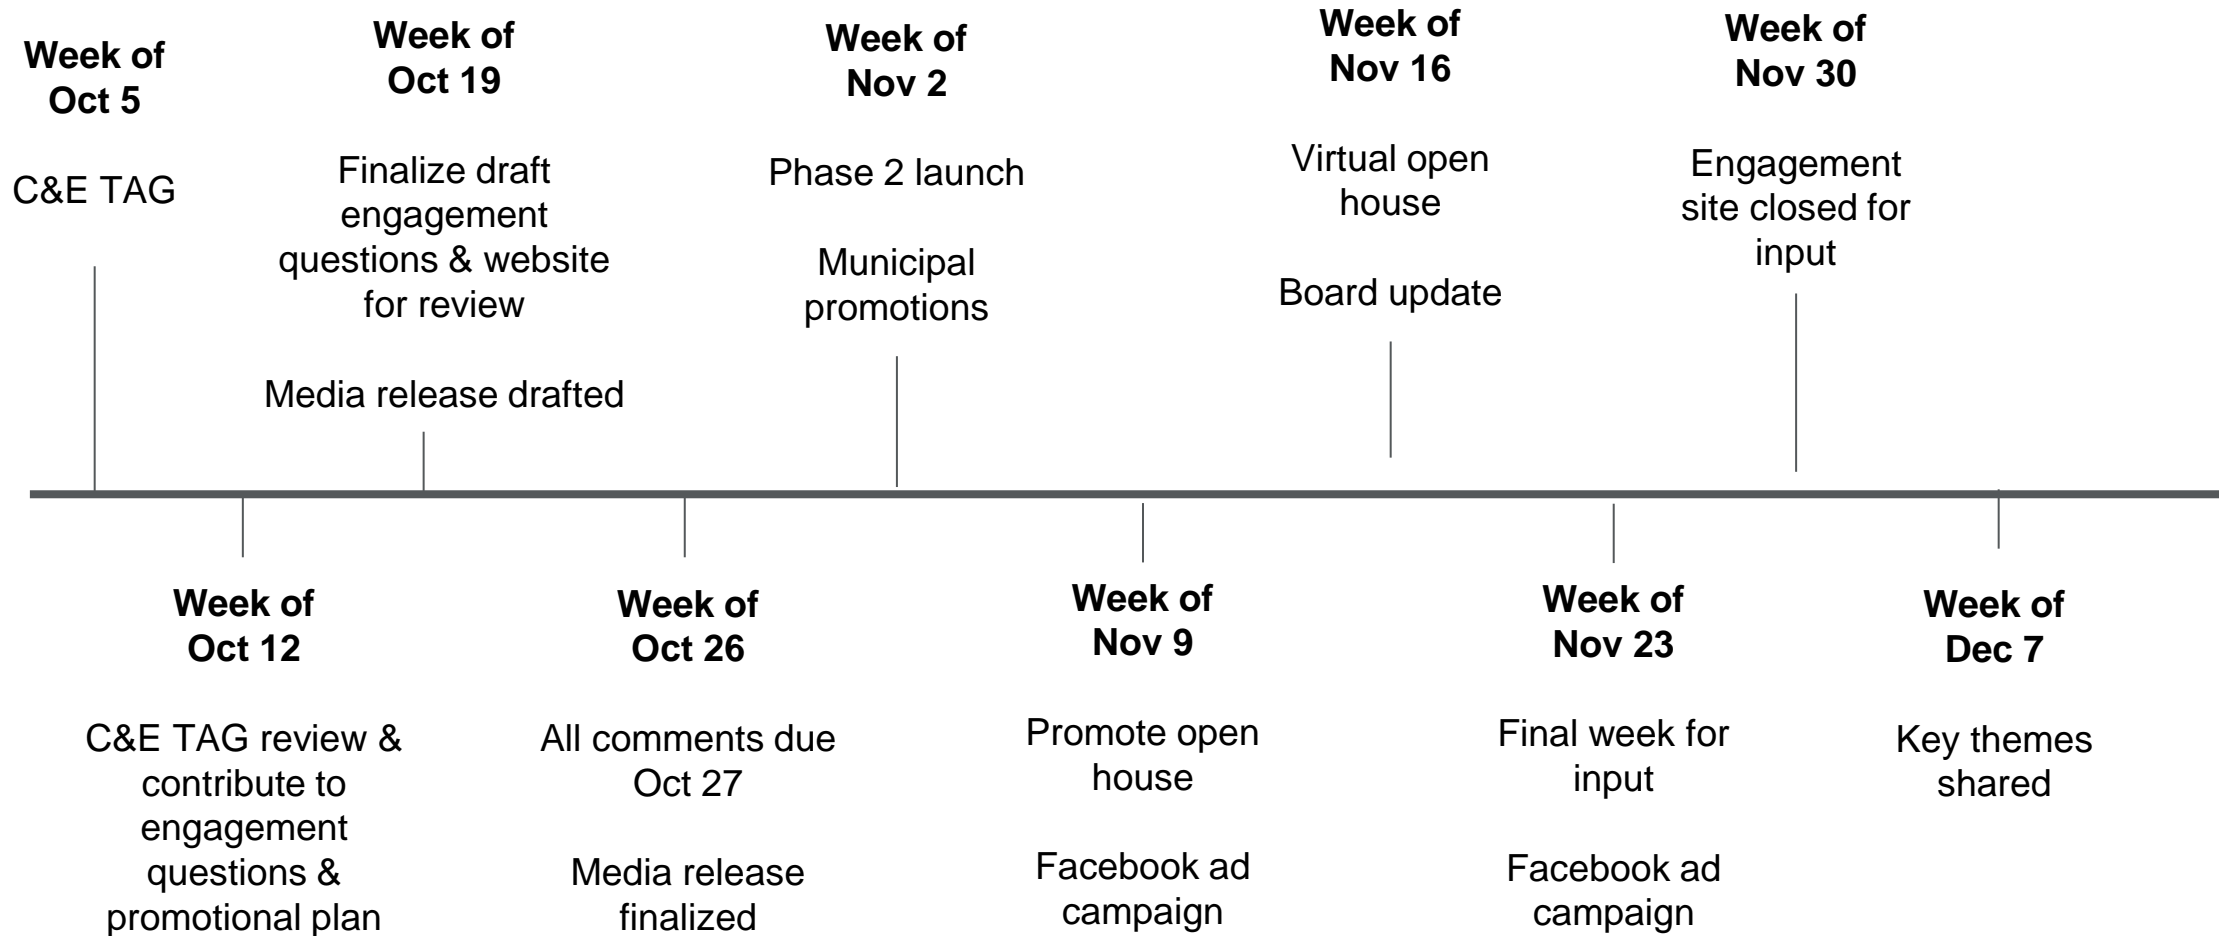 Week of
Oct 5
C&E TAG
Week of
Oct 19
Finalize draft
engagement
questions & website
for review
Media release drafted
Week of
Nov 2
Phase 2 launch
Municipal
promotions
Week of
Nov 16
Virtual open
house
Board update
Week of
Nov 30
Engagement
site closed for
input
Week of
Oct 12
C&E TAG review &
contribute to
engagement
questions &
promotional plan
Week of
Oct 26
All comments due
Oct 27
Media release
finalized
Week of
Nov 9
Promote open
house
Facebook ad
campaign
Week of
Nov 23
Final week for
input
Facebook ad
campaign
Week of
Dec 7
Key themes
shared